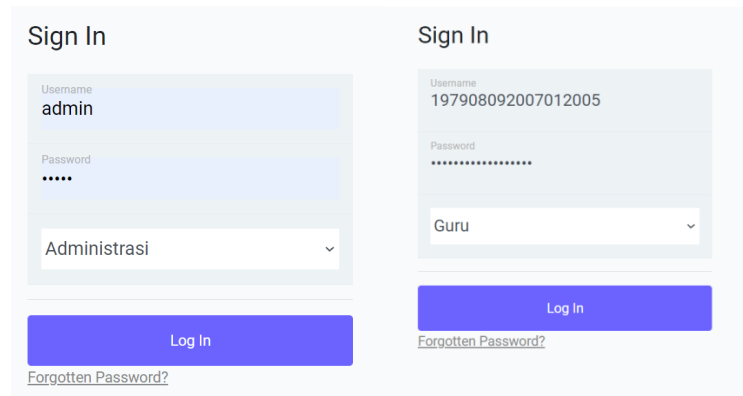 Sign In
Username
admin
Password
•••••
Administrasi
Log In
Forgotten Password?
Sign In
Username
197908092007012005
Password
••••••••••••••••••
Guru
Log In
Forgotten Password?